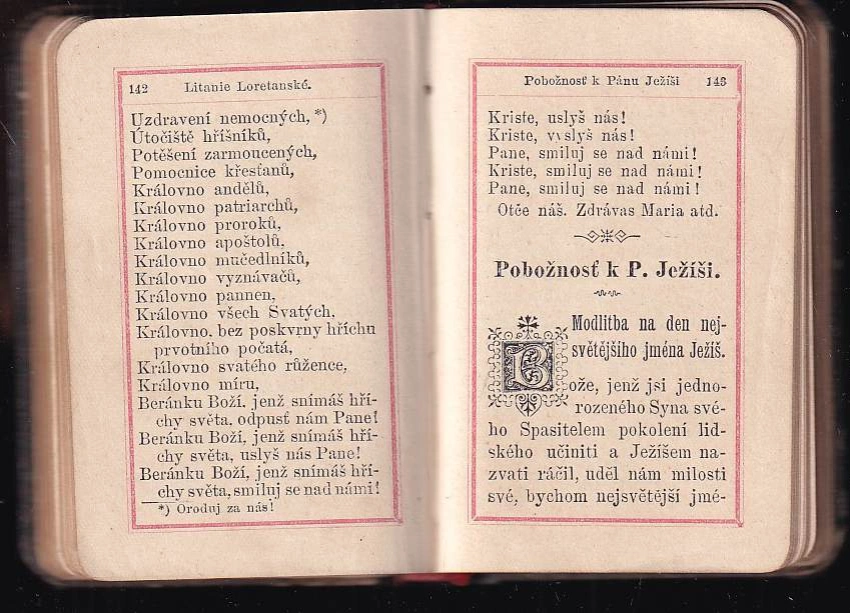 142 Litanie Loretanské.
Uzdravení nemocných, *)
Útočiště hříšníků,
Potěšení zarmoucených,
Pomocnice křesťanů,
Královno andělů,
Královno patriarchů,
Královno proroků,
Královno apoštolů,
Královno mučedlníků,
Královno vyznávačů,
Královno pannen,
Královno všech Svatých,
Královno. bez poskvrny hříchu
prvotního počatá,
Královno svatého růžence,
Královno míru,
Beránku Boží, jenž snímáš hří-
chy světa, odpusť nám Pane!
Beránku Boží, jenž snímáš hří-
chy světa, uslyš nás Pane!
Beránku Boží, jenž snímáš hří-
chy světa, smiluj se nad námi!
*) Oroduj za nás!
Pobožnosť k Pánu Ježíši 143
Kriste, uslyš nás!
Kriste, vyslyš nás!
Pane, smiluj se nad námi!
Kriste, smiluj se nad námi!
Pane, smiluj se nad námi!
Otče náš. Zdrávas Maria atd.
Pobožnosť k P. Ježíši.
Modlitba na den nej-
světějšího jména Ježíš.
Bože, jenž jsi jedno-
rozeného Syna své-
ho Spasitelem pokolení lid-
ského učiniti a Ježíšem na-
zvati ráčil, uděl nám milosti
své, bychom nejsvětější jmé-